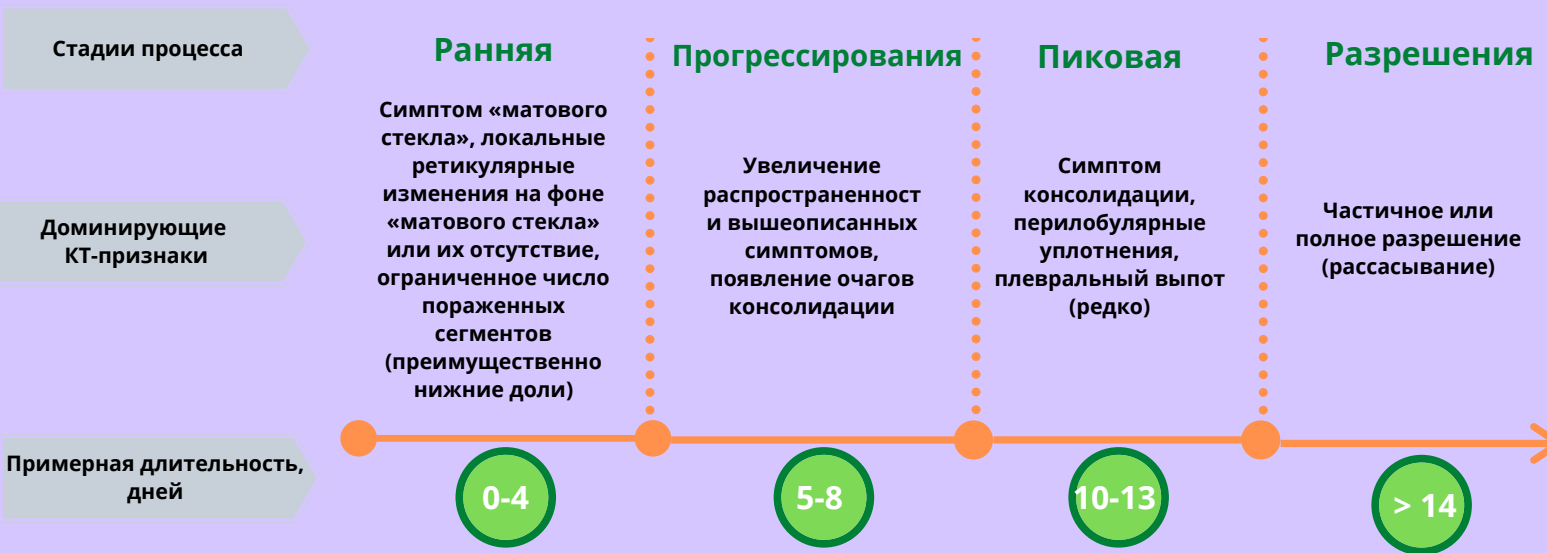 Стадии процесса
Ранняя
Прогрессирования
Пиковая
Разрешения
Доминирующие
КТ-признаки
Симптом «матового
стекла», локальные
ретикулярные
изменения на фоне
«матового стекла»
или их отсутствие,
ограниченное число
пораженных
сегментов
(преимущественно
нижние доли)
Увеличение
распространенност
и вышеописанных
симптомов,
появление очагов
консолидации
Симптом
консолидации,
перилобулярные
уплотнения,
плевральный выпот
(редко)
Частичное или
полное разрешение
(рассасывание)
Примерная длительность,
дней
0-4
5-8
10-13
> 14